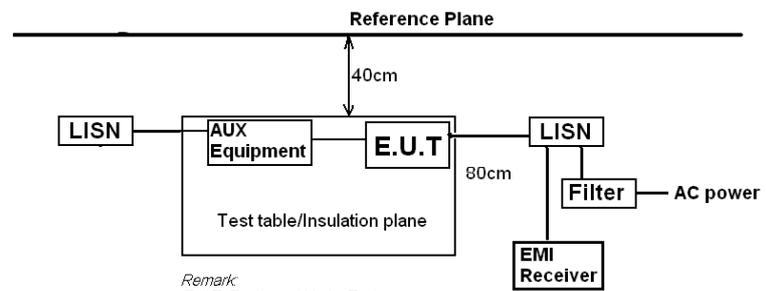 Reference Plane
40cm
LISN
AUX
Equipment
E.U.T
LISN
80cm
Filter
AC power
Test table/Insulation plane
EMI
Receiver
Remark: